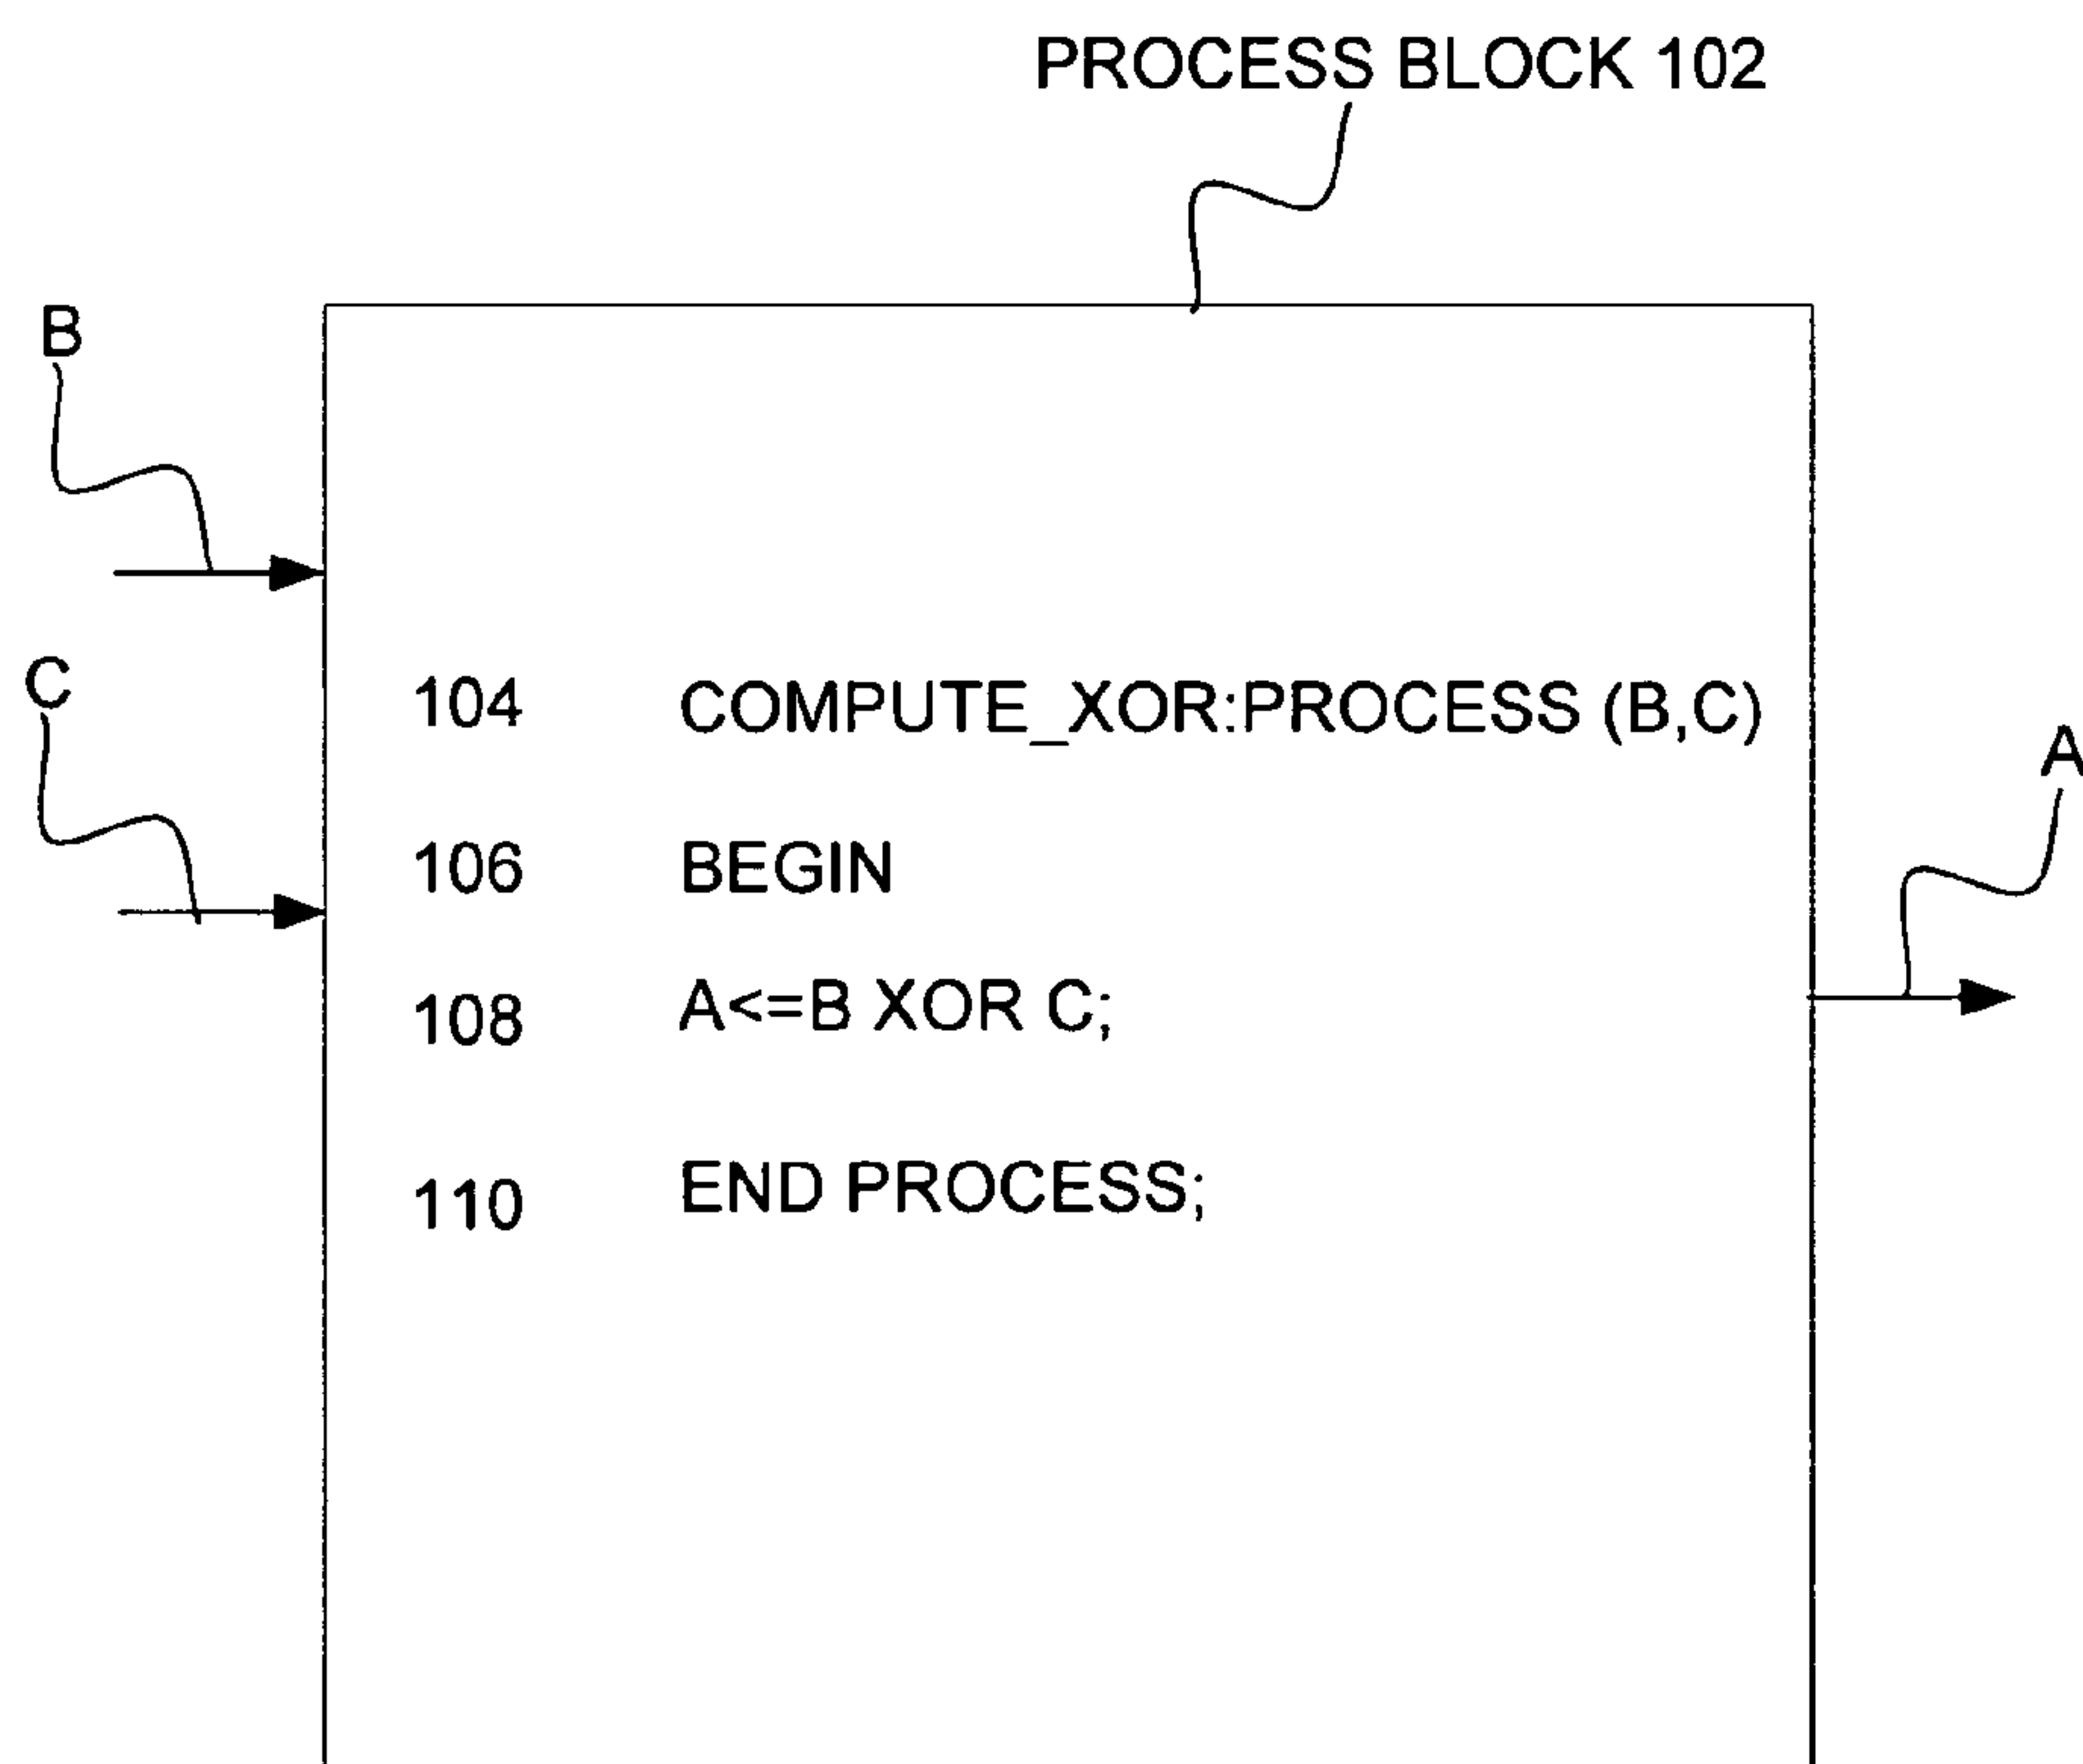 PROCESS BLOCK 102
B
C
104 COMPUTE_XOR:PROCESS (B,C)
A
106 BEGIN
108 A<=B XOR C;
110 END PROCESS;